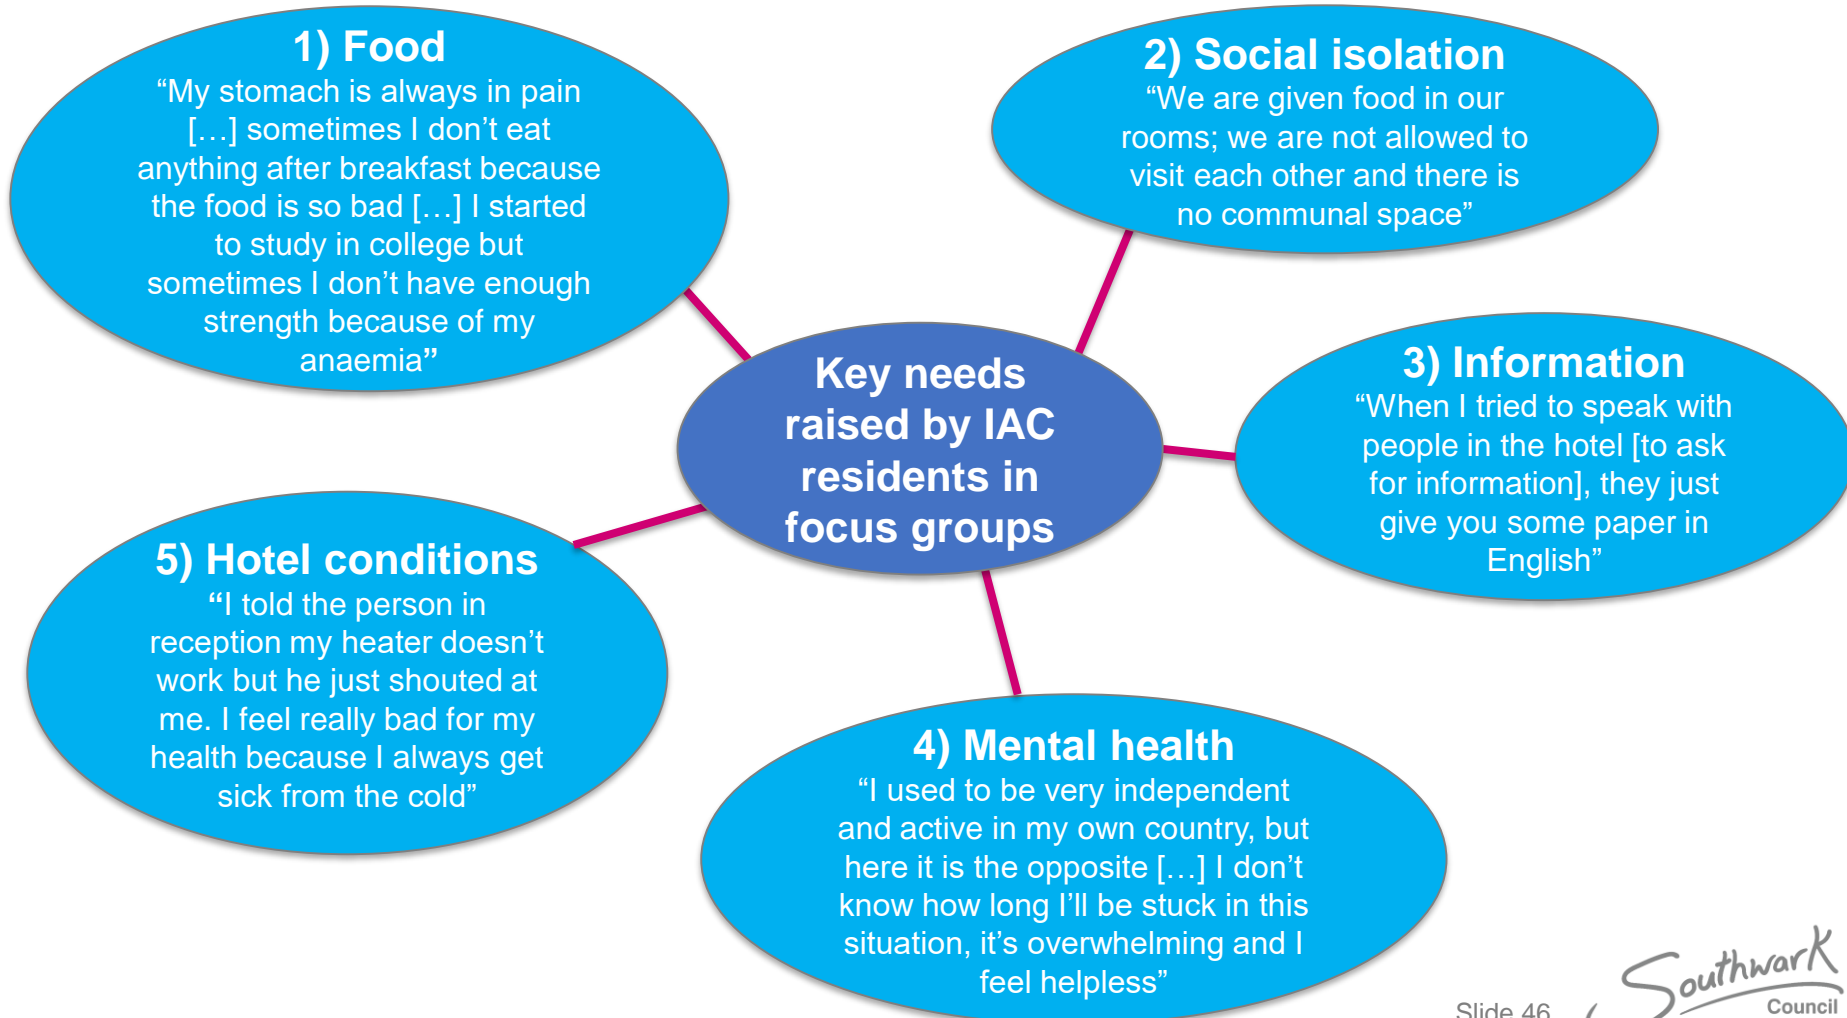 1) Food
“My stomach is always in pain
[…] sometimes I don’t eat
anything after breakfast because
the food is so bad […] I started
to study in college but
sometimes I don’t have enough
strength because of my
anaemia”
2) Social isolation
“We are given food in our
rooms; we are not allowed to
visit each other and there is
no communal space”
Key needs
raised by IAC
residents in
focus groups
3) Information
“When I tried to speak with
people in the hotel [to ask
for information], they just
give you some paper in
English”
5) Hotel conditions
“I told the person in
reception my heater doesn’t
work but he just shouted at
me. I feel really bad for my
health because I always get
sick from the cold”
4) Mental health
“I used to be very independent
and active in my own country, but
here it is the opposite […] I don’t
know how long I’ll be stuck in this
situation, it’s overwhelming and I
feel helpless”
Slide 46
Southwark
Council